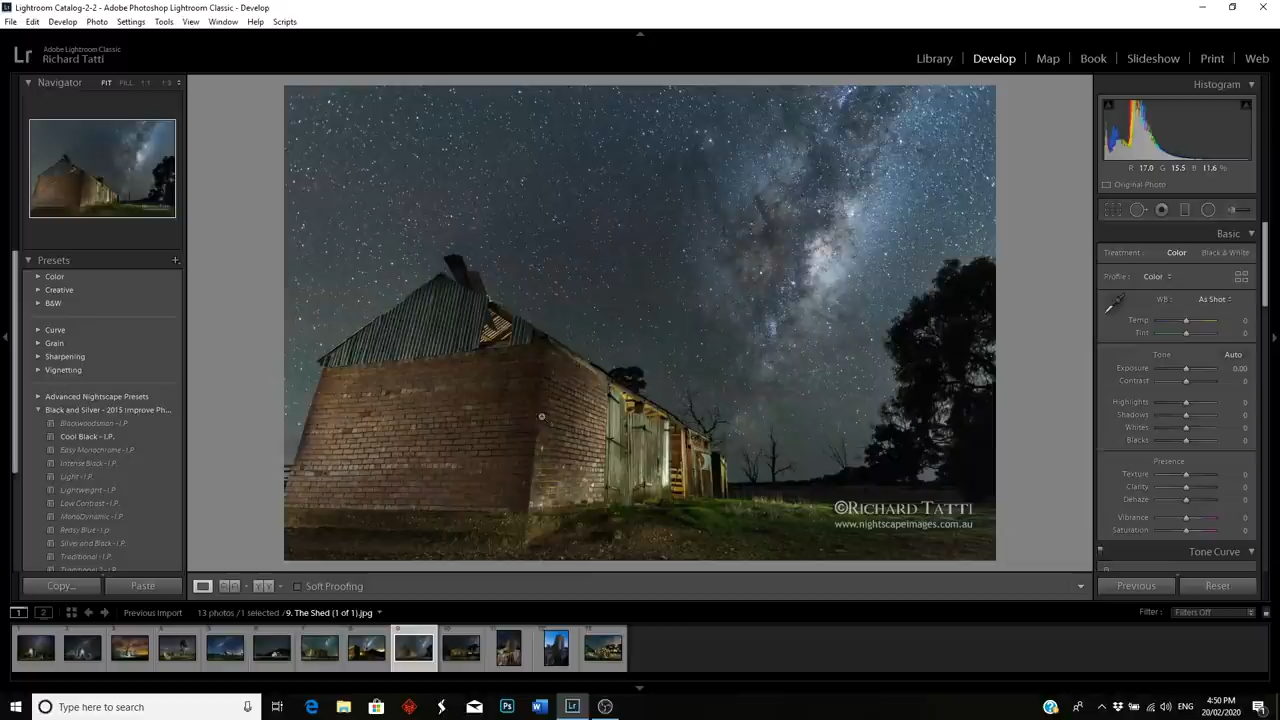 Lightroom Catalog-2-2 - Adobe Photoshop Lightroom Classic - Develop
File Edit Develop Photo Settings Tools View Window Help Scripts
Lr Adobe Lightroom Classic
Richard Tatti
Library | Develop | Map | Book | Slideshow | Print | Web
Navigator FIT FILL 1:1 1:3
Histogram
R 17.0 G 15.5 B 11.6 %
Original Photo
Basic
Treatment: Color Black & White
Profile: Color
WB: As Shot
Temp 0
Tint 0
Tone Auto
Exposure 0.00
Contrast 0
Highlights 0
Shadows 0
Whites 0
Blacks 0
Presence
Texture 0
Clarity 0
Dehaze 0
Vibrance 0
Saturation 0
Tone Curve
Previous Reset
Presets +
Color
Creative
B&W
Curve
Grain
Sharpening
Vignetting
Advanced Nightscape Presets
Black and Silver - 2015 Improve Ph...
Blackwoodsman - I.P.
Cool Black - I.P.
Easy Monochrome - I.P.
Intense Black - I.P.
Light - I.P.
Lightweight - I.P.
Low Contrast - I.P.
MonoDynamic - I.P.
Silver and Black - I.P.
Traditional - I.P.
©RICHARD TATTI
www.nightscapeimages.com.au
Copy... Paste
Soft Proofing
1 2 Previous Import 13 photos / 1 selected / 9. The Shed (1 of 1).jpg
Filter: Filters Off
Type here to search
Ps
Lr
ENG
4:50 PM
20/02/2020